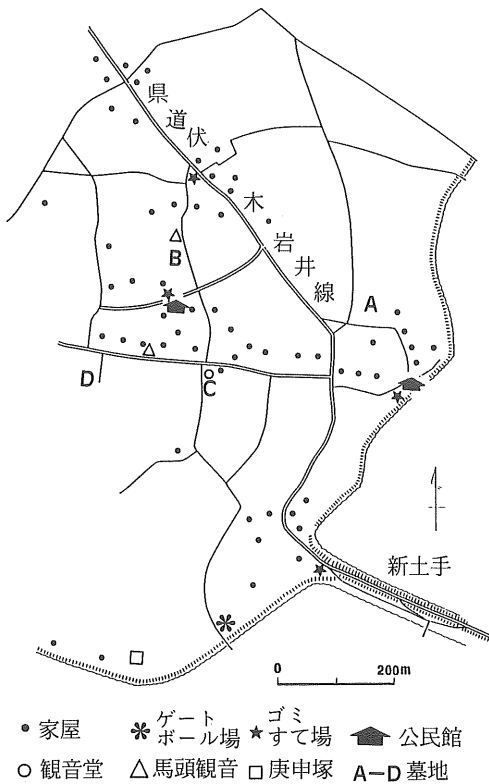 県道伏木岩井線
A
B
C
D
新土手
0 200m
家屋 ゲートボール場 ゴミすて場 公民館
観音堂 馬頭観音 庚申塚 A−D 墓地